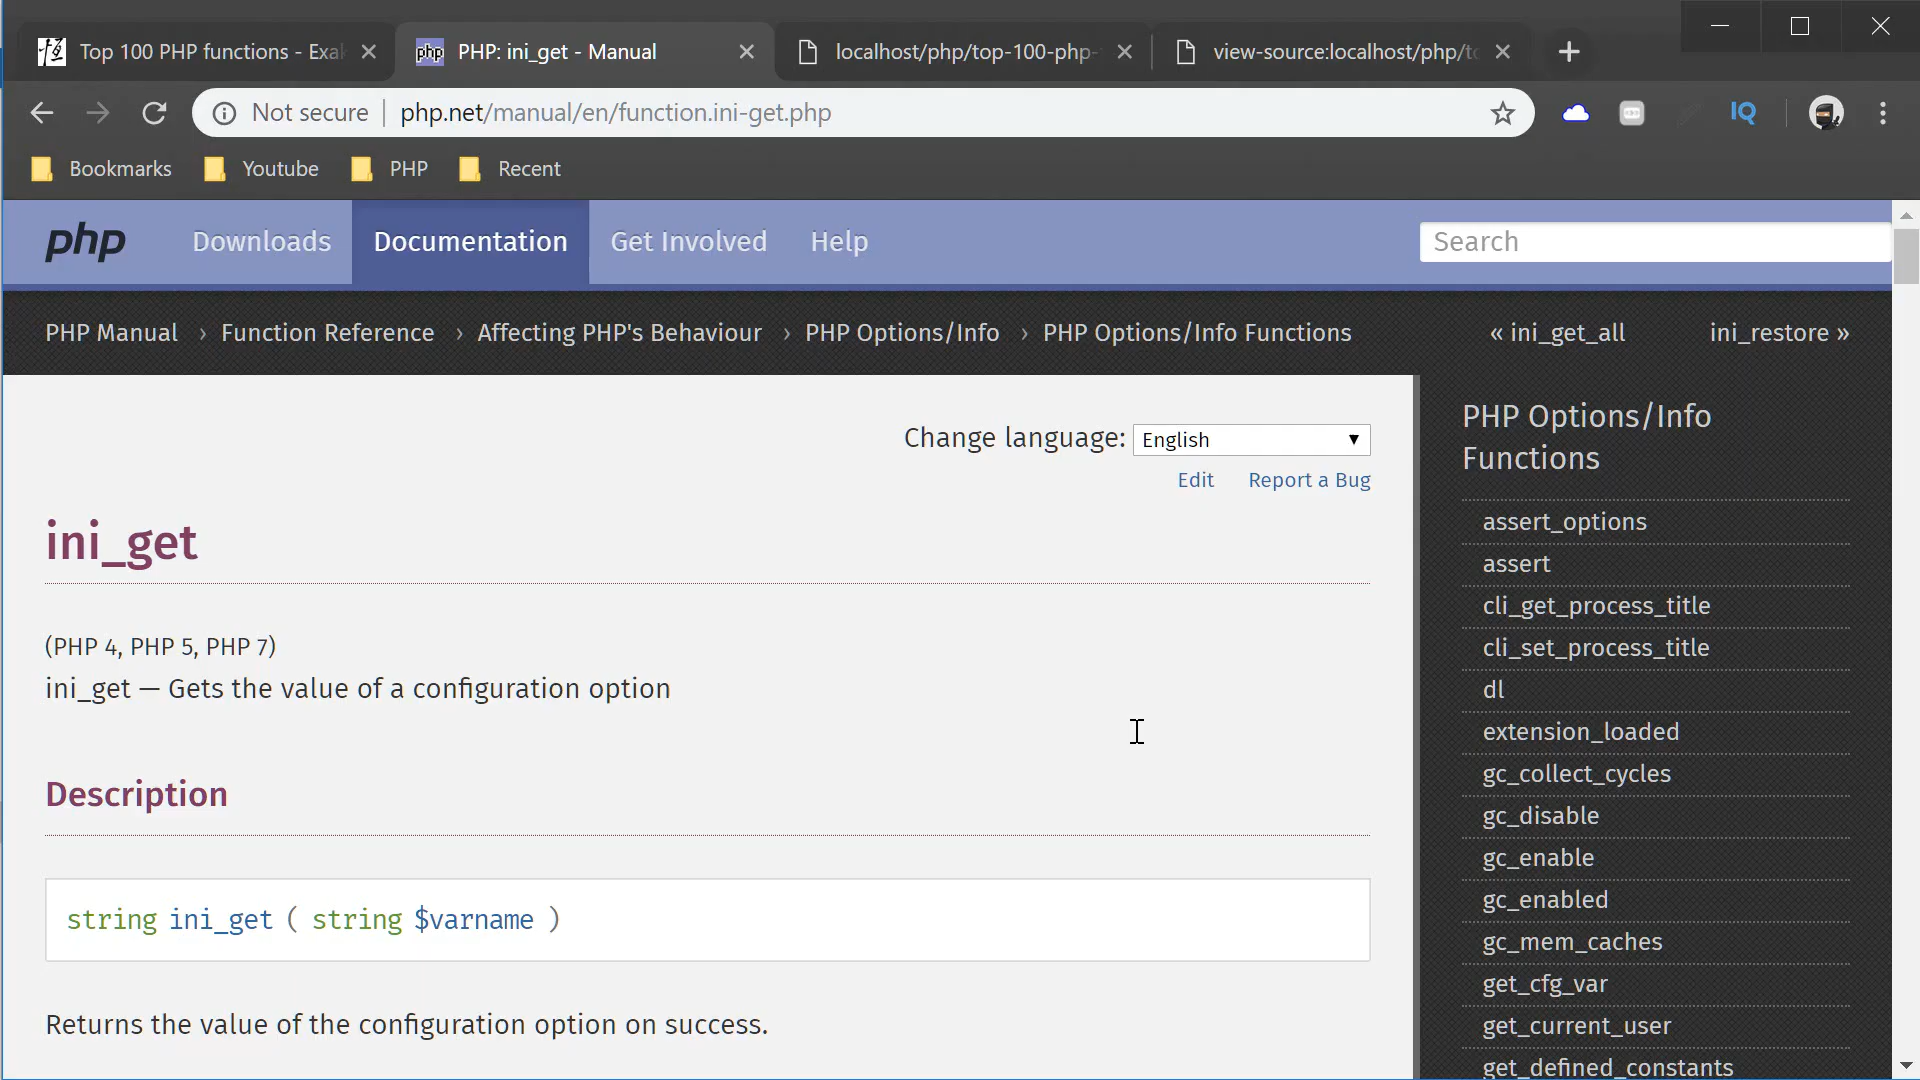 Top 100 PHP functions - Exak
PHP: ini_get - Manual
localhost/php/top-100-php-
view-source:localhost/php/to
Not secure
php.net/manual/en/function.ini-get.php
IQ
Bookmarks
Youtube
PHP
Recent
php
Downloads
Documentation
Get Involved
Help
Search
PHP Manual › Function Reference › Affecting PHP's Behaviour › PHP Options/Info › PHP Options/Info Functions
« ini_get_all
ini_restore »
Change language: English
Edit
Report a Bug
ini_get
(PHP 4, PHP 5, PHP 7)
ini_get — Gets the value of a configuration option
Description
string ini_get ( string $varname )
Returns the value of the configuration option on success.
PHP Options/Info
Functions
assert_options
assert
cli_get_process_title
cli_set_process_title
dl
extension_loaded
gc_collect_cycles
gc_disable
gc_enable
gc_enabled
gc_mem_caches
get_cfg_var
get_current_user
get_defined_constants